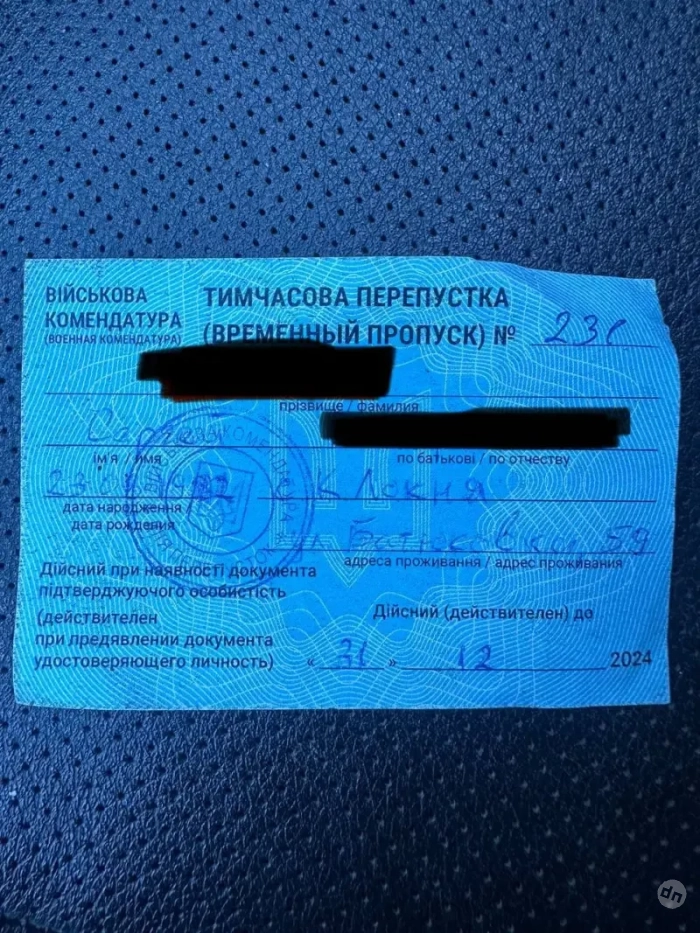 ВІЙСЬКОВА
КОМЕНДАТУРА
(ВОЕННАЯ КОМЕНДАТУРА)
ТИМЧАСОВА ПЕРЕПУСТКА
(ВРЕМЕННЫЙ ПРОПУСК) №
прізвище / фамилия
ім'я / имя
по батькові / по отчеству
дата народження /
дата рождения
59
адреса проживання / адрес проживания
Дійсний при наявності документа
підтверджуючого особистість
(действителен
при предявлении документа
удостоверяющего личность)
Дійсний (действителен) до
« 31 » 12 2024
dn